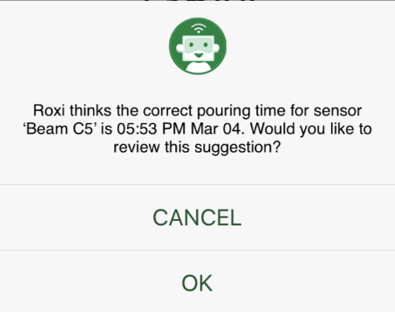 Roxi thinks the correct pouring time for sensor
‘Beam C5’ is 05:53 PM Mar 04. Would you like to
review this suggestion?
CANCEL
OK